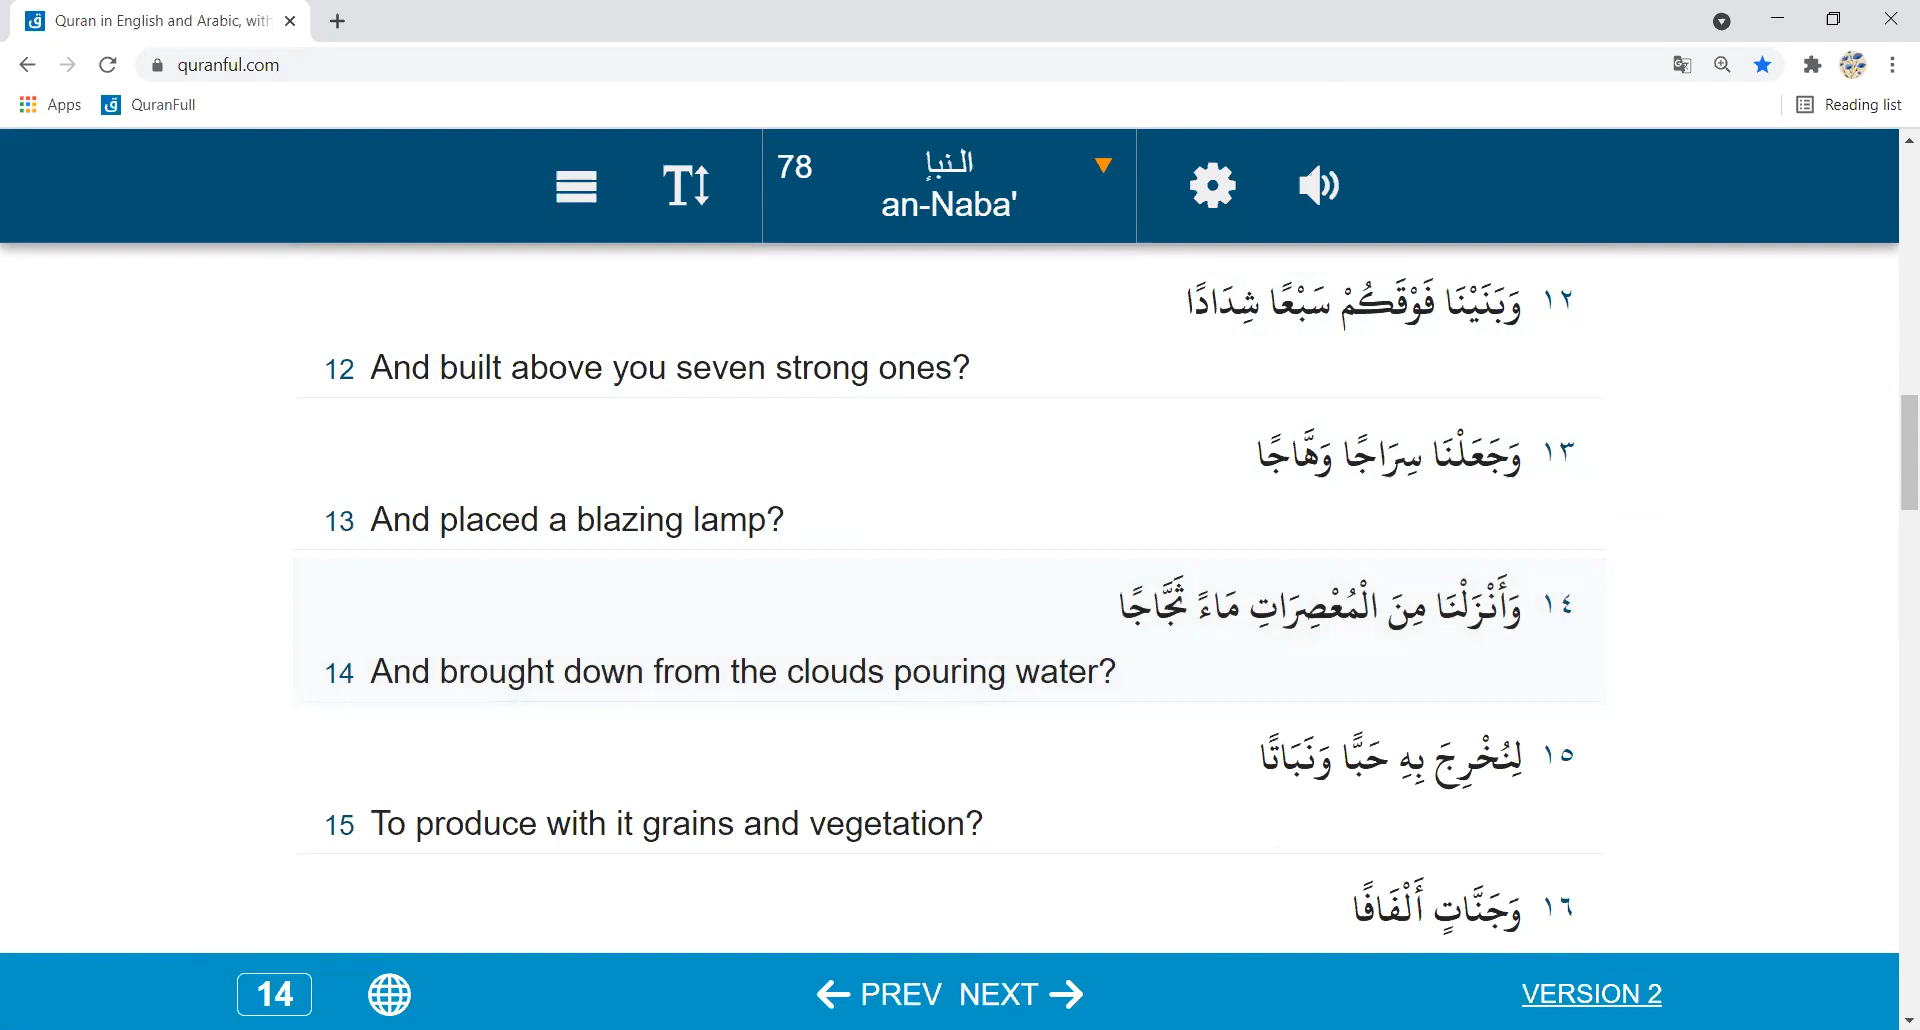 Quran in English and Arabic, with
quranful.com
Apps
QuranFull
Reading list
78
النبإ
an-Naba'
١٢ وَبَنَيْنَا فَوْقَكُمْ سَبْعًا شِدَادًا
12 And built above you seven strong ones?
١٣ وَجَعَلْنَا سِرَاجًا وَهَّاجًا
13 And placed a blazing lamp?
١٤ وَأَنْزَلْنَا مِنَ الْمُعْصِرَاتِ مَاءً ثَجَّاجًا
14 And brought down from the clouds pouring water?
١٥ لِنُخْرِجَ بِهِ حَبًّا وَنَبَاتًا
15 To produce with it grains and vegetation?
١٦ وَجَنَّاتٍ أَلْفَافًا
14
PREV NEXT
VERSION 2